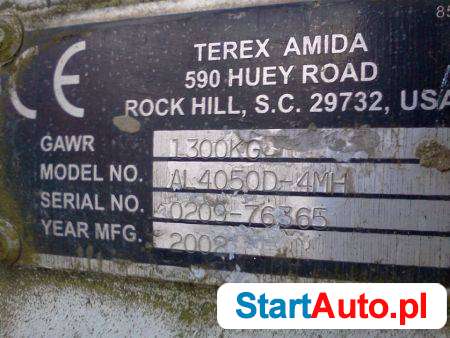 85
CE
TEREX AMIDA
590 HUEY ROAD
ROCK HILL, S.C. 29732, USA
GAWR 1300KG
MODEL NO. AL4050D-4MH
SERIAL NO. 0209-76365
YEAR MFG. 2002
StartAuto.pl